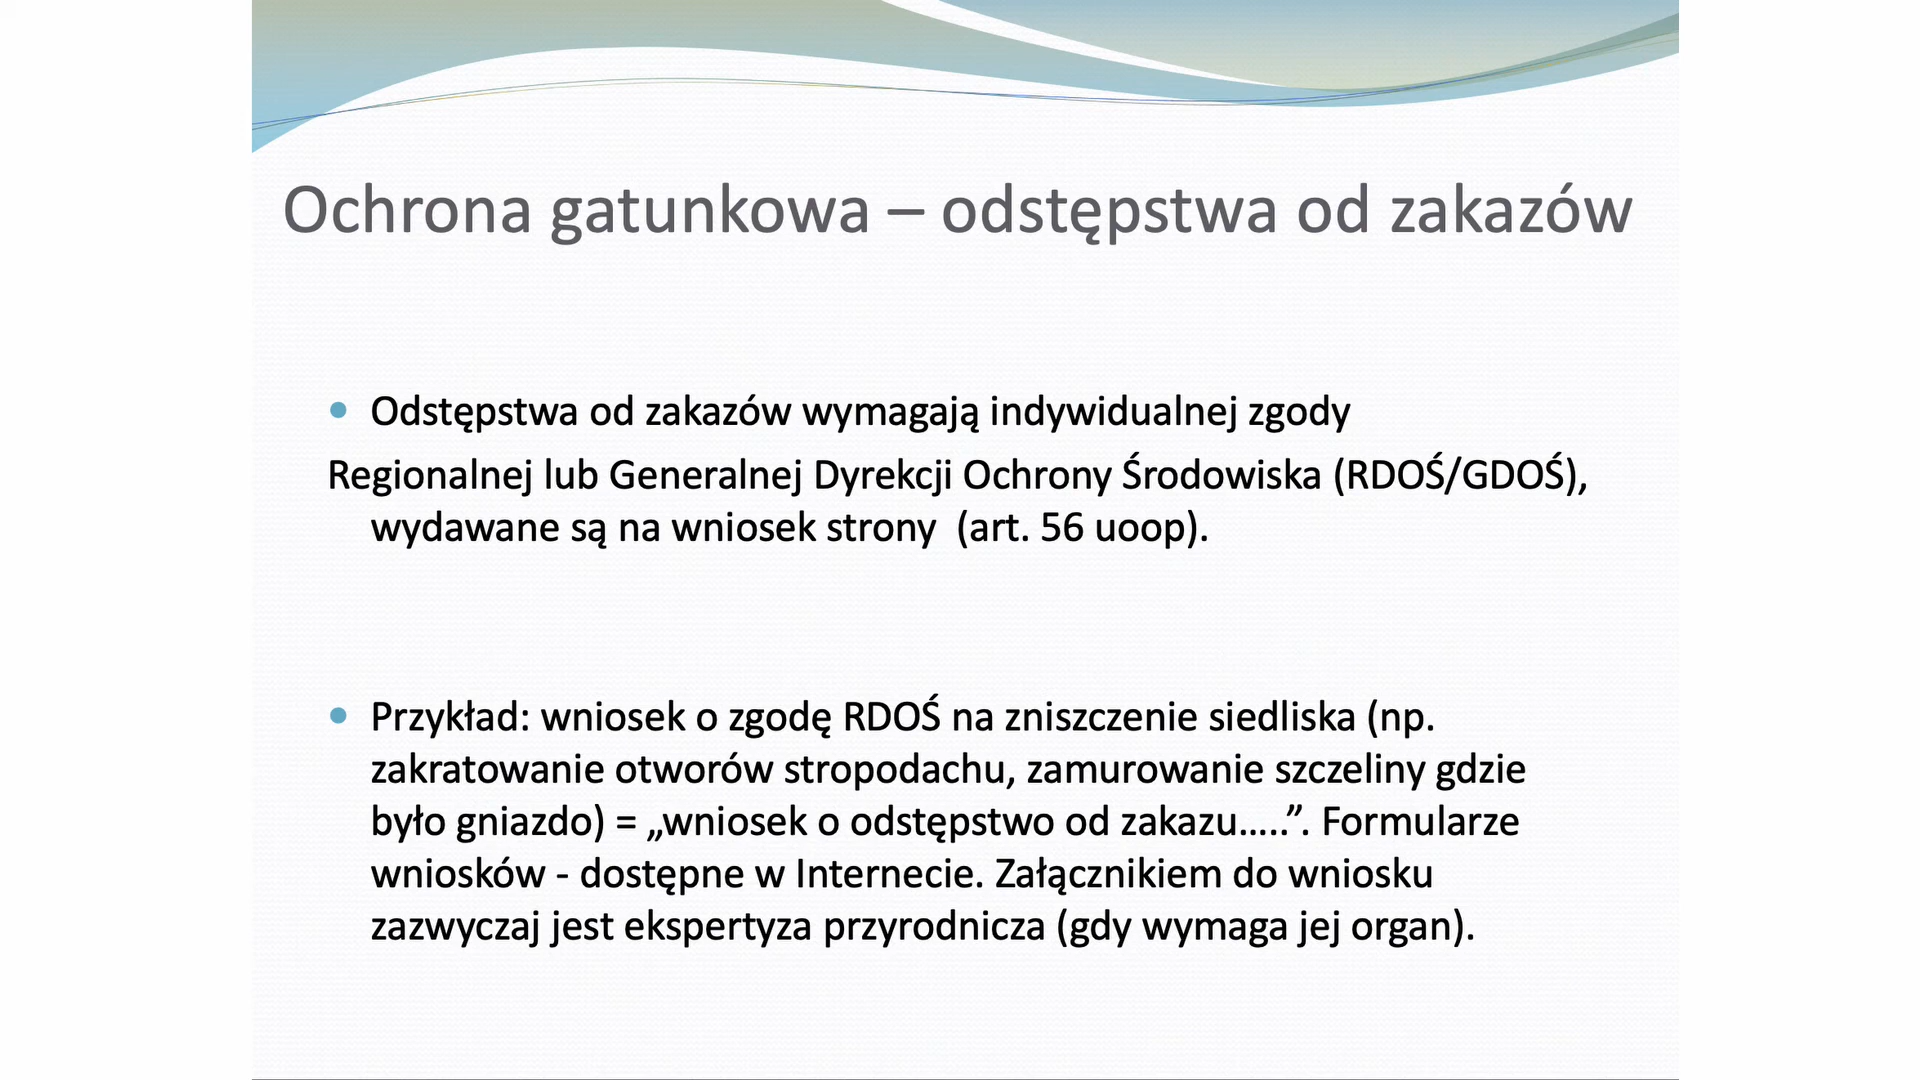 Ochrona gatunkowa – odstępstwa od zakazów
• Odstępstwa od zakazów wymagają indywidualnej zgody
Regionalnej lub Generalnej Dyrekcji Ochrony Środowiska (RDOŚ/GDOŚ),
wydawane są na wniosek strony  (art. 56 uoop).
• Przykład: wniosek o zgodę RDOŚ na zniszczenie siedliska (np.
zakratowanie otworów stropodachu, zamurowanie szczeliny gdzie
było gniazdo) = „wniosek o odstępstwo od zakazu…..”. Formularze
wniosków - dostępne w Internecie. Załącznikiem do wniosku
zazwyczaj jest ekspertyza przyrodnicza (gdy wymaga jej organ).